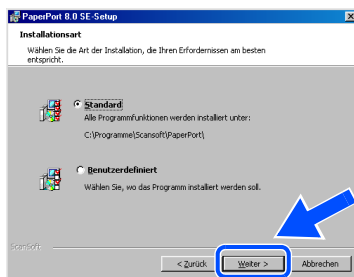 PaperPort 8.0 SE-Setup
Installationsart
Wählen Sie die Art der Installation, die Ihren Erfordernissen am besten
entspricht.
Standard
Alle Programmfunktionen werden installiert unter:
C:\Programme\Scansoft\PaperPort\
Benutzerdefiniert
Wählen Sie, wo das Programm installiert werden soll.
ScanSoft
< Zurück Weiter > Abbrechen